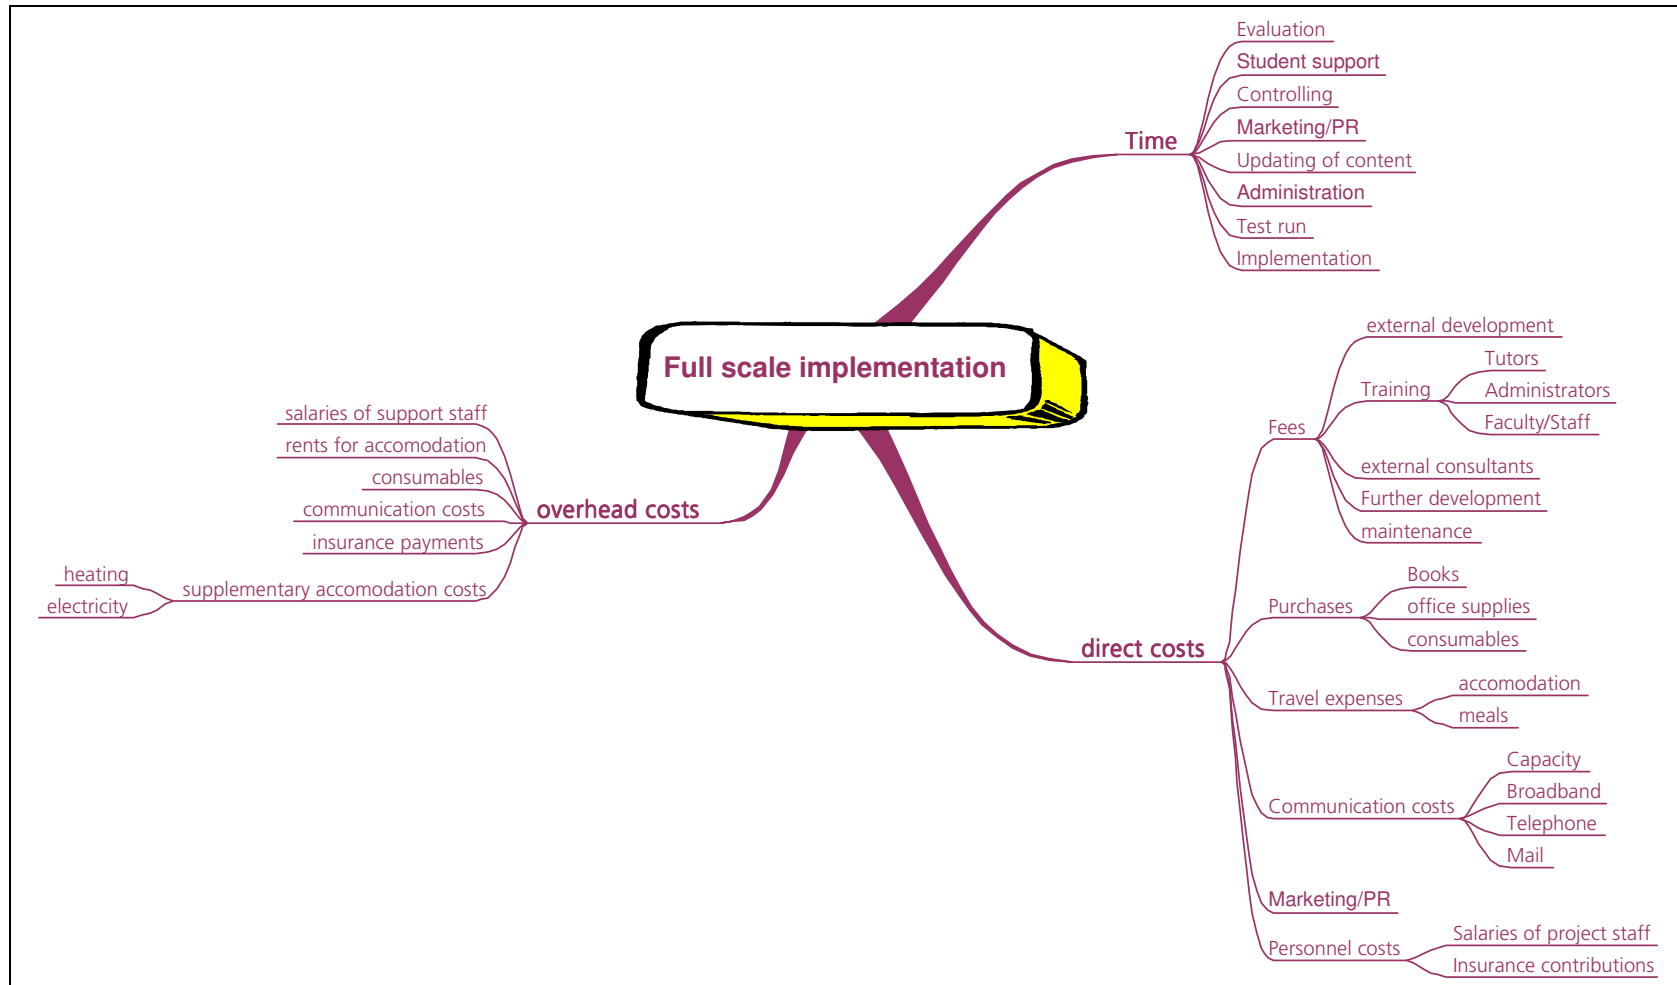 Evaluation
Student support
Controlling
Marketing/PR
Time
Updating of content
Administration
Test run
Implementation
Full scale implementation
external development
Tutors
Training
Administrators
Faculty/Staff
Fees
external consultants
Further development
maintenance
Books
Purchases
office supplies
consumables
direct costs
accomodation
Travel expenses
meals
Capacity
Broadband
Communication costs
Telephone
Mail
Marketing/PR
Salaries of project staff
Personnel costs
Insurance contributions
salaries of support staff
rents for accomodation
consumables
overhead costs
communication costs
insurance payments
heating
supplementary accomodation costs
electricity